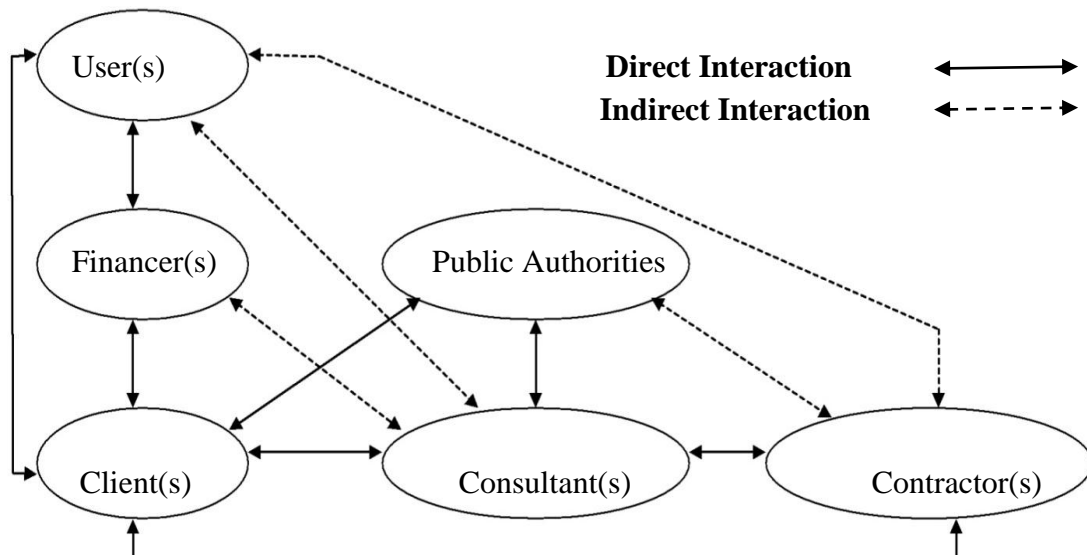 User(s)
Direct Interaction
Indirect Interaction
Financer(s)
Public Authorities
Client(s)
Consultant(s)
Contractor(s)